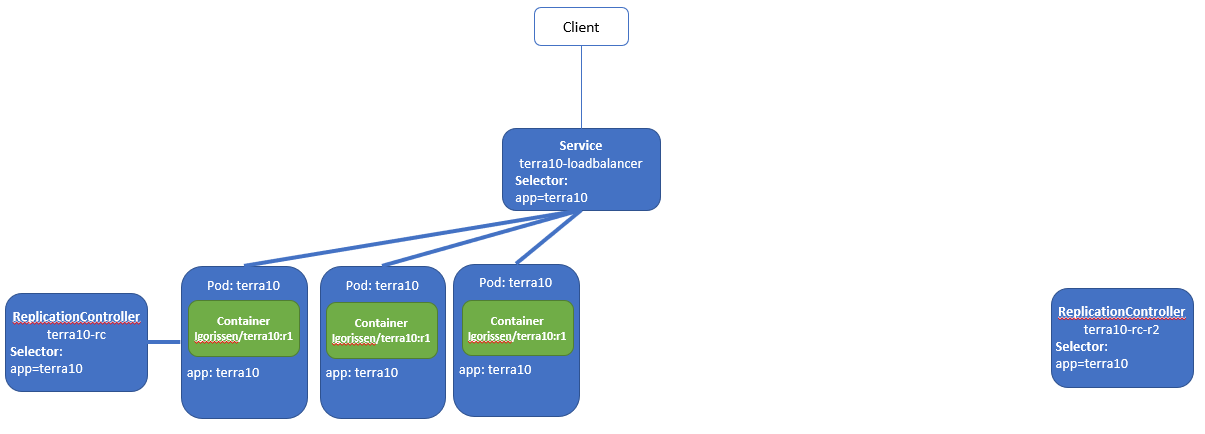 Client
Service
terra10-loadbalancer
Selector:
app=terra10
ReplicationController
terra10-rc
Selector:
app=terra10
Pod: terra10
Container
lgorissen/terra10:r1
app: terra10
Pod: terra10
Container
lgorissen/terra10:r1
app: terra10
Pod: terra10
Container
lgorissen/terra10:r1
app: terra10
ReplicationController
terra10-rc-r2
Selector:
app=terra10